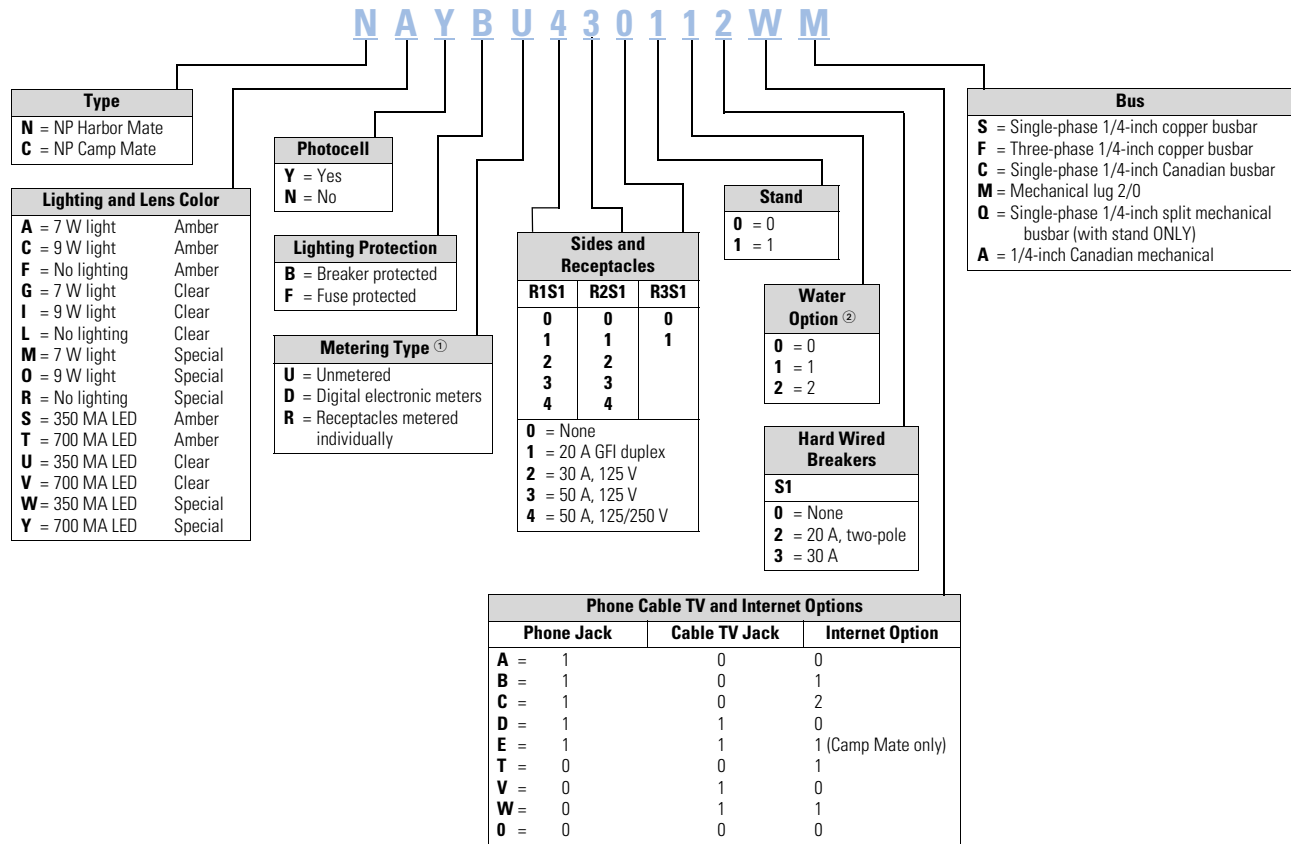 N A Y B U 4 3 0 1 1 2 W M
Type
N = NP Harbor Mate
C = NP Camp Mate
Lighting and Lens Color
A = 7 W light Amber
C = 9 W light Amber
F = No lighting Amber
G = 7 W light Clear
I = 9 W light Clear
L = No lighting Clear
M = 7 W light Special
O = 9 W light Special
R = No lighting Special
S = 350 MA LED Amber
T = 700 MA LED Amber
U = 350 MA LED Clear
V = 700 MA LED Clear
W = 350 MA LED Special
Y = 700 MA LED Special
Photocell
Y = Yes
N = No
Lighting Protection
B = Breaker protected
F = Fuse protected
Metering Type ①
U = Unmetered
D = Digital electronic meters
R = Receptacles metered
individually
Sides and
Receptacles
R1S1 R2S1 R3S1
0 0 0
1 1 1
2 2
3 3
4 4
0 = None
1 = 20 A GFI duplex
2 = 30 A, 125 V
3 = 50 A, 125 V
4 = 50 A, 125/250 V
Stand
0 = 0
1 = 1
Water
Option ②
0 = 0
1 = 1
2 = 2
Hard Wired
Breakers
S1
0 = None
2 = 20 A, two-pole
3 = 30 A
Bus
S = Single-phase 1/4-inch copper busbar
F = Three-phase 1/4-inch copper busbar
C = Single-phase 1/4-inch Canadian busbar
M = Mechanical lug 2/0
Q = Single-phase 1/4-inch split mechanical
busbar (with stand ONLY)
A = 1/4-inch Canadian mechanical
Phone Cable TV and Internet Options
Phone Jack Cable TV Jack Internet Option
A = 1 0 0
B = 1 0 1
C = 1 0 2
D = 1 1 0
E = 1 1 1 (Camp Mate only)
T = 0 0 1
V = 0 1 0
W = 0 1 1
0 = 0 0 0